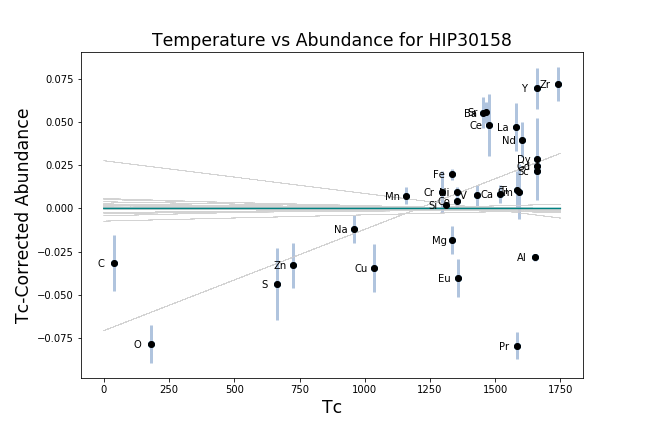 Temperature vs Abundance for HIP30158
Tc-Corrected Abundance
0.075
0.050
0.025
0.000
−0.025
−0.050
−0.075
Y
Zr
Ba
Ce
La
Nd
Dy
Sc
Fe
Mn
Cr
Ni
V
Ca
Si
Co
Na
Mg
C
Zn
Cu
Al
S
Eu
O
Pr
0
250
500
750
1000
1250
1500
1750
Tc